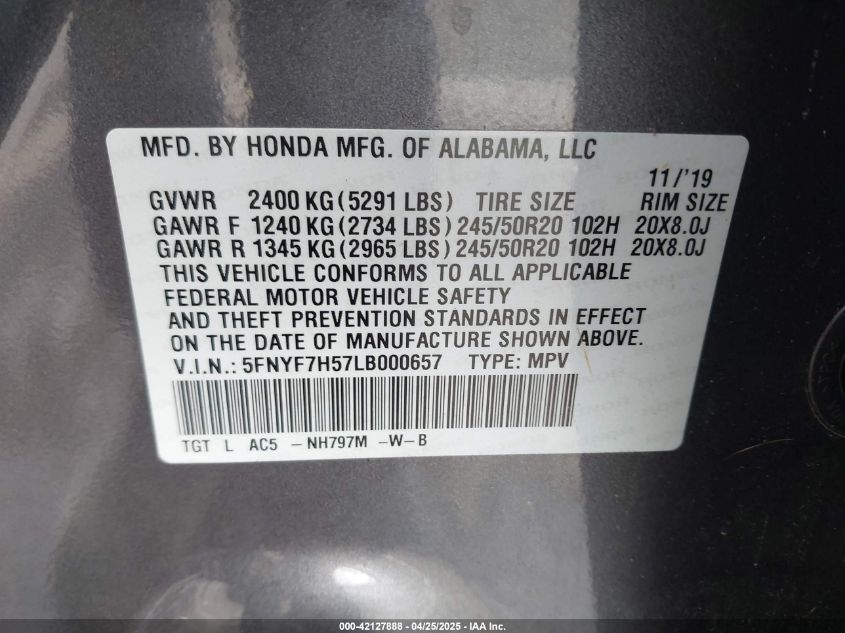 MFD. BY HONDA MFG. OF ALABAMA, LLC
11/'19
GVWR 2400 KG (5291 LBS) TIRE SIZE RIM SIZE
GAWR F 1240 KG (2734 LBS) 245/50R20 102H 20X8.0J
GAWR R 1345 KG (2965 LBS) 245/50R20 102H 20X8.0J
THIS VEHICLE CONFORMS TO ALL APPLICABLE
FEDERAL MOTOR VEHICLE SAFETY
AND THEFT PREVENTION STANDARDS IN EFFECT
ON THE DATE OF MANUFACTURE SHOWN ABOVE.
V.I.N.: 5FNYF7H57LB000657 TYPE: MPV
TGT L AC5 - NH797M -W-B
000-42127888 - 04/25/2025 - IAA Inc.